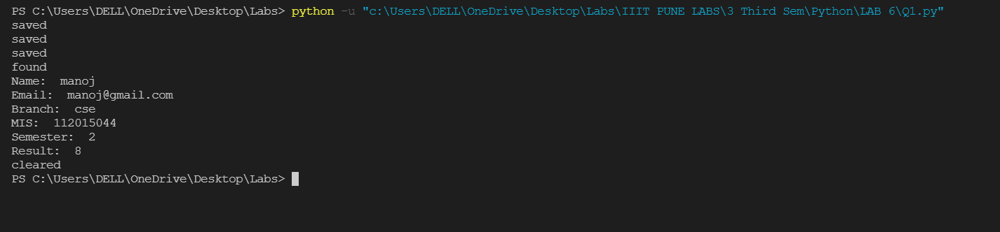 PS C:\Users\DELL\OneDrive\Desktop\Labs> python -u "c:\Users\DELL\OneDrive\Desktop\Labs\IIIT PUNE LABS\3 Third Sem\Python\LAB 6\Q1.py"
saved
saved
saved
found
Name:  manoj
Email:  manoj@gmail.com
Branch:  cse
MIS:  112015044
Semester:  2
Result:  8
cleared
PS C:\Users\DELL\OneDrive\Desktop\Labs>